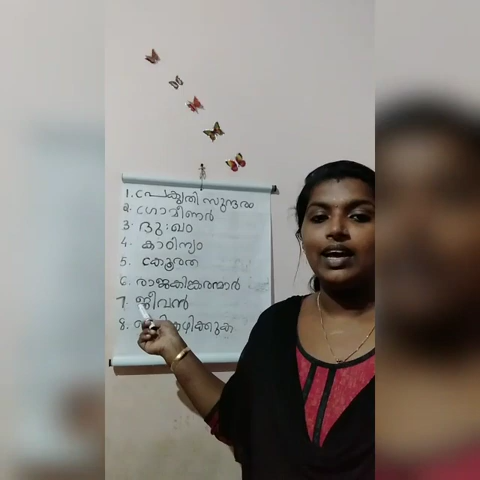 1. പ്രകൃതി സുന്ദരം
2. ഗ്രാമീണർ
3. ദുഃഖം
4. കാഠിന്യം
5. ക്രൂരത
6. രാജകിങ്കരന്മാർ
7. ജീവൻ
8.